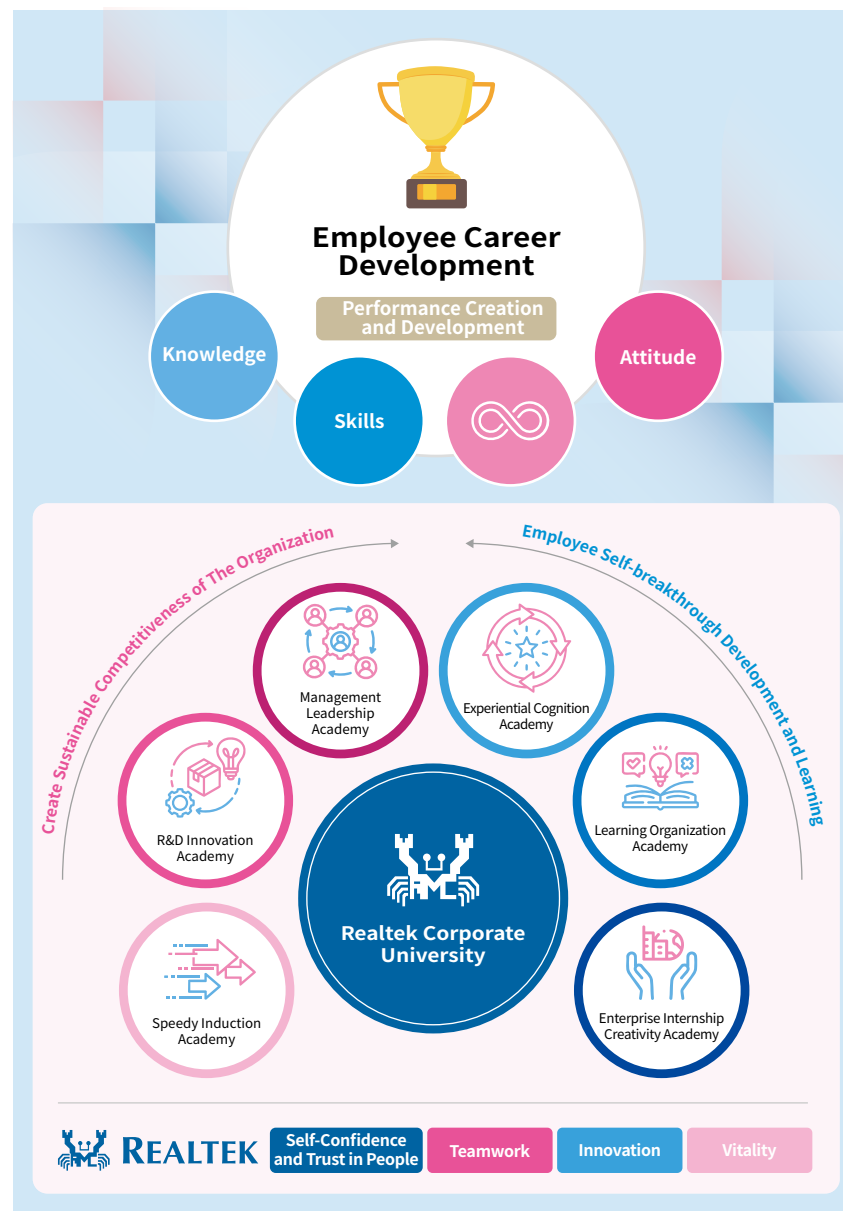 Employee Career
Development
Performance Creation
and Development
Knowledge
Attitude
Skills
Create Sustainable Competitiveness of The Organization
Employee Self-breakthrough Development and Learning
Management
Leadership
Academy
Experiential Cognition
Academy
R&D Innovation
Academy
Learning Organization
Academy
RMC
Realtek Corporate
University
Speedy Induction
Academy
Enterprise Internship
Creativity Academy
RMC
REALTEK
Self-Confidence
and Trust in People
Teamwork
Innovation
Vitality